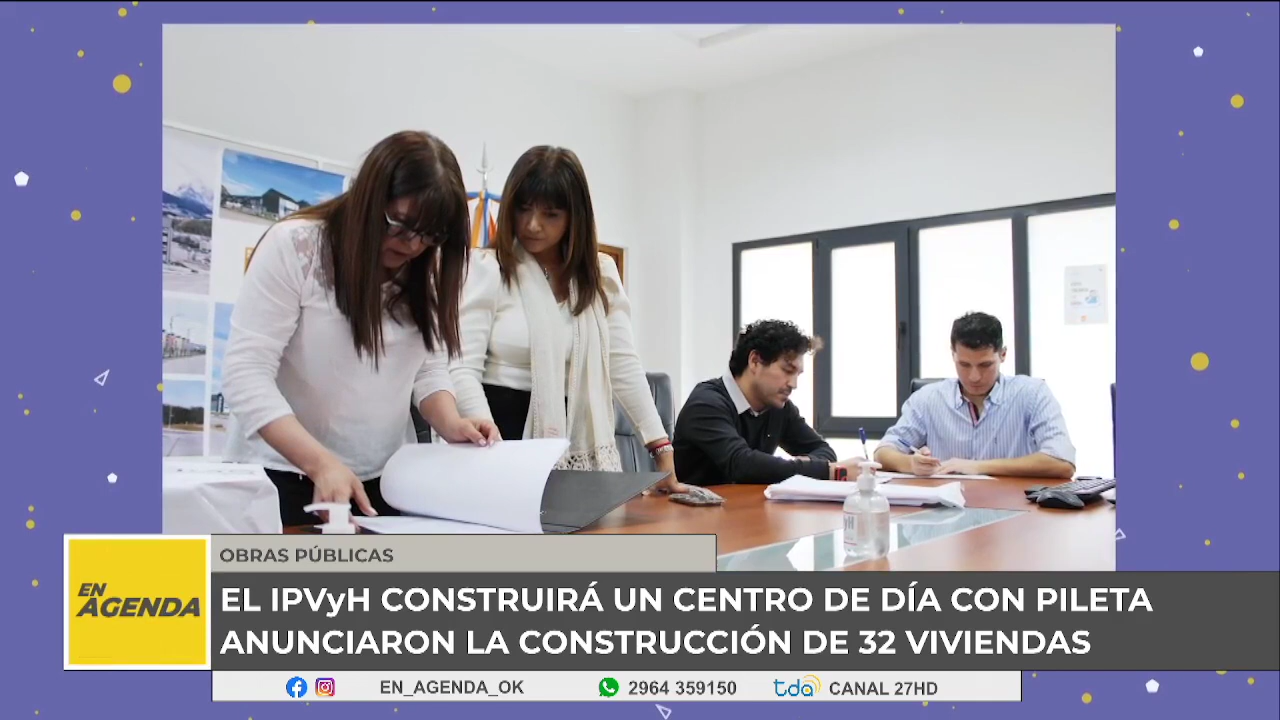 OBRAS PÚBLICAS
EN
AGENDA
EL IPVyH CONSTRUIRÁ UN CENTRO DE DÍA CON PILETA
ANUNCIARON LA CONSTRUCCIÓN DE 32 VIVIENDAS
EN_AGENDA_OK 2964 359150 tda CANAL 27HD